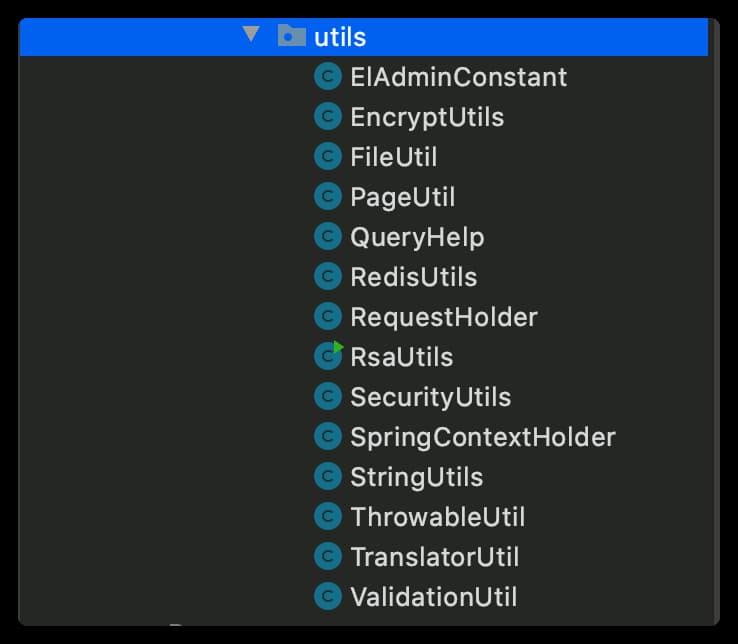 utils
ElAdminConstant
EncryptUtils
FileUtil
PageUtil
QueryHelp
RedisUtils
RequestHolder
RsaUtils
SecurityUtils
SpringContextHolder
StringUtils
ThrowableUtil
TranslatorUtil
ValidationUtil